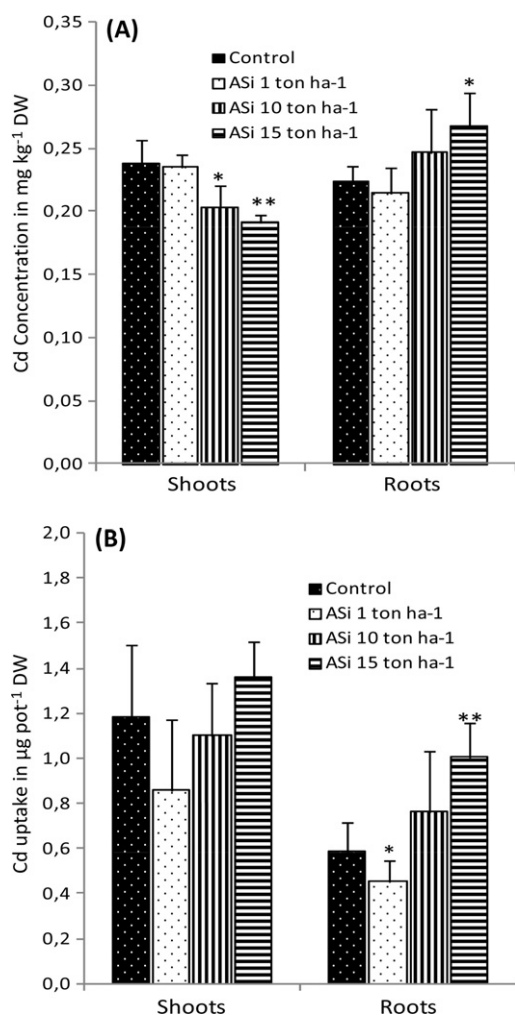 (A)
Control
ASi 1 ton ha-1
ASi 10 ton ha-1
ASi 15 ton ha-1
Cd Concentration in mg kg⁻¹ DW
0,35
0,30
0,25
0,20
0,15
0,10
0,05
0,00
*
**
*
Shoots
Roots
(B)
Control
ASi 1 ton ha-1
ASi 10 ton ha-1
ASi 15 ton ha-1
Cd uptake in µg pot⁻¹ DW
2,0
1,8
1,6
1,4
1,2
1,0
0,8
0,6
0,4
0,2
0,0
*
**
Shoots
Roots